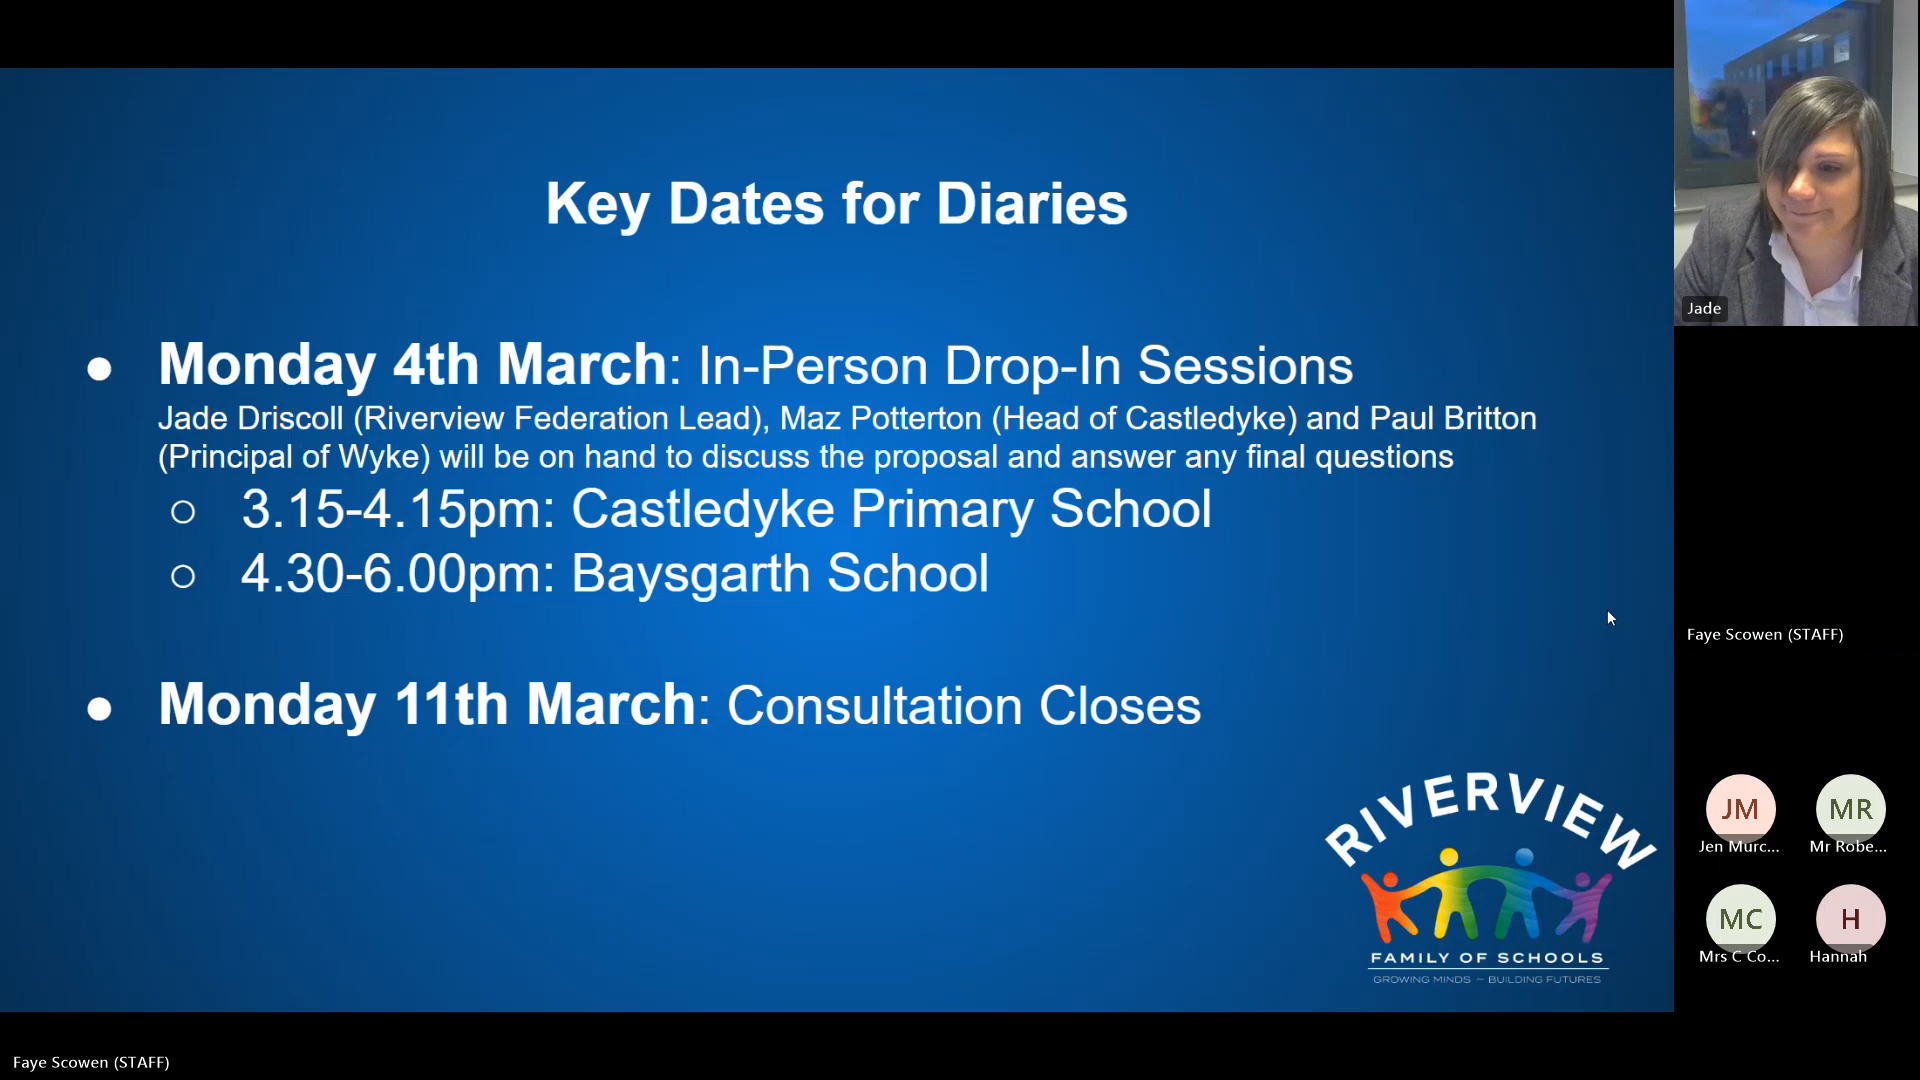 Key Dates for Diaries
● Monday 4th March: In-Person Drop-In Sessions
Jade Driscoll (Riverview Federation Lead), Maz Potterton (Head of Castledyke) and Paul Britton
(Principal of Wyke) will be on hand to discuss the proposal and answer any final questions
○ 3.15-4.15pm: Castledyke Primary School
○ 4.30-6.00pm: Baysgarth School
● Monday 11th March: Consultation Closes
RIVERVIEW
FAMILY OF SCHOOLS
GROWING MINDS — BUILDING FUTURES
Jade
Faye Scowen (STAFF)
JM
Jen Murc...
MR
Mr Robe...
MC
Mrs C Co...
H
Hannah
Faye Scowen (STAFF)